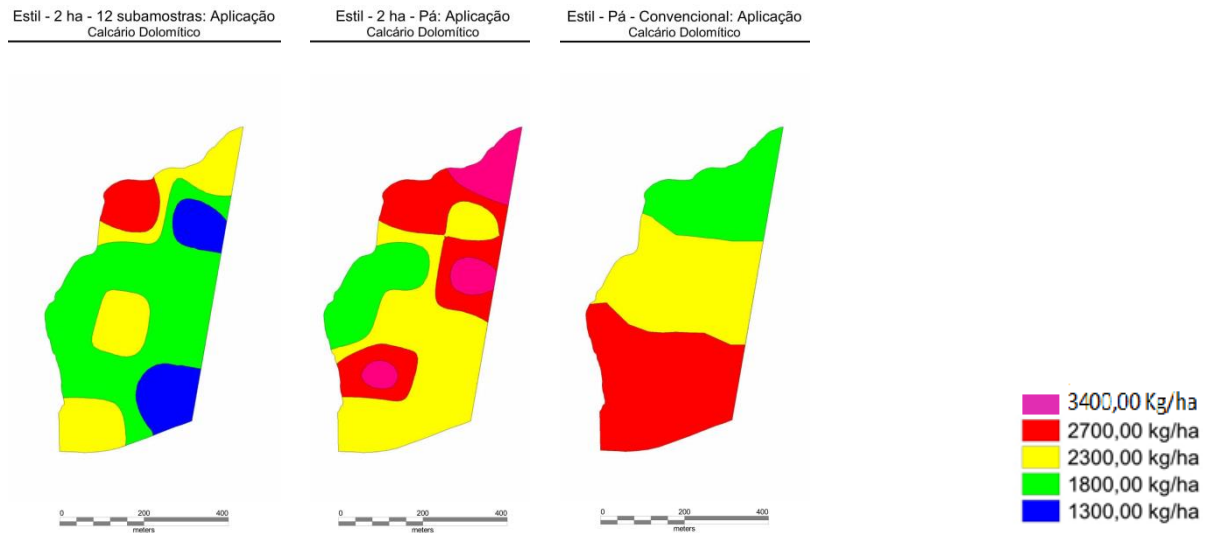 Estil - 2 ha - 12 subamostras: Aplicação
Calcário Dolomítico
Estil - 2 ha - Pá: Aplicação
Calcário Dolomítico
Estil - Pá - Convencional: Aplicação
Calcário Dolomítico
0 200 400
meters
0 200 400
meters
0 200 400
meters
3400,00 Kg/ha
2700,00 kg/ha
2300,00 kg/ha
1800,00 kg/ha
1300,00 kg/ha